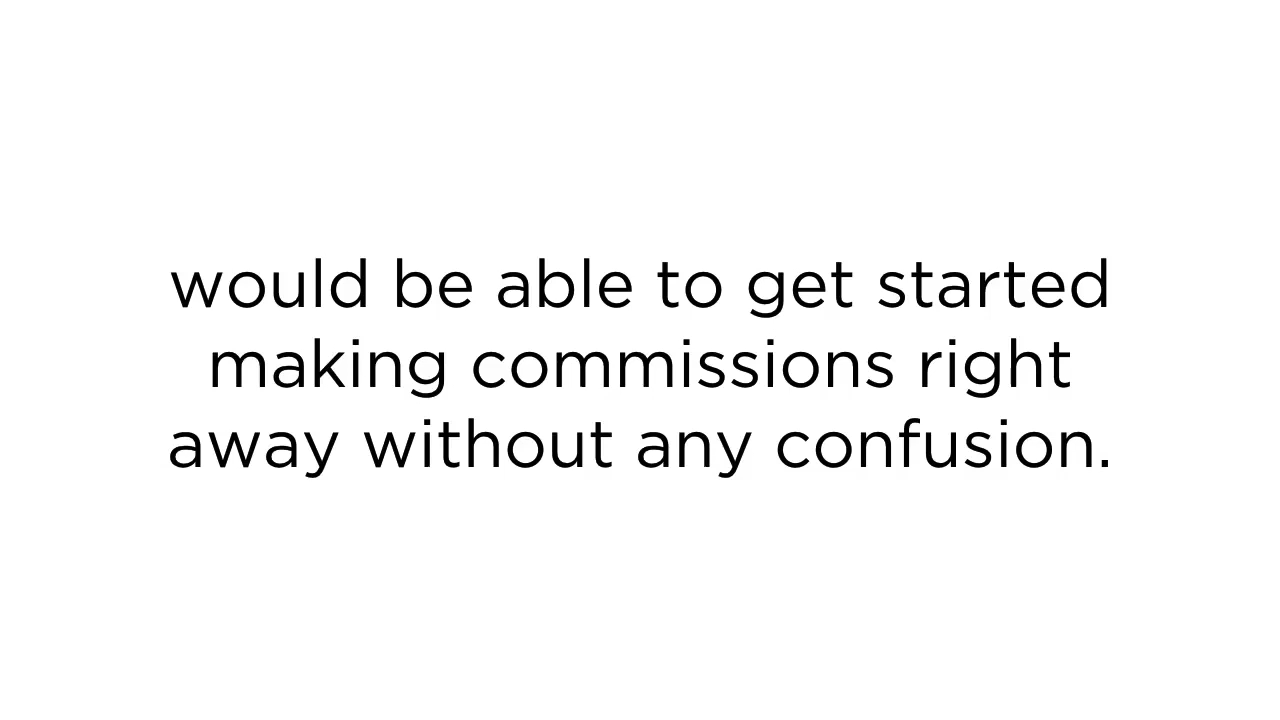 would be able to get started
making commissions right
away without any confusion.